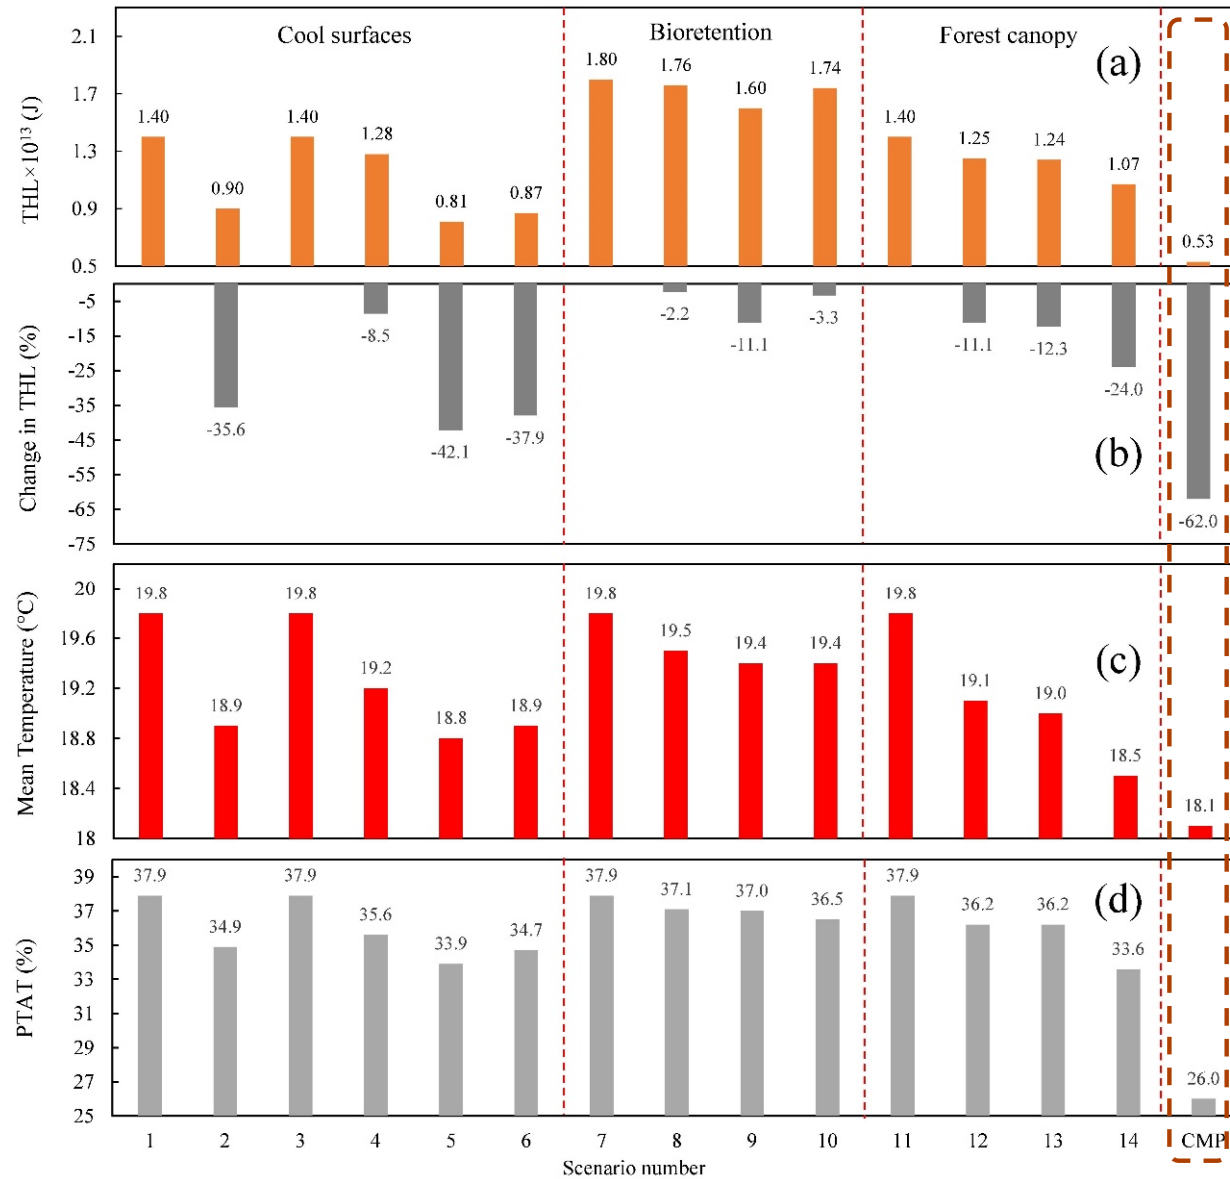 Cool surfaces Bioretention Forest canopy
(a)
THL×10¹³ (J)
2.1
1.7
1.3
0.9
0.5
1.40 0.90 1.40 1.28 0.81 0.87 1.80 1.76 1.60 1.74 1.40 1.25 1.24 1.07 0.53
(b)
Change in THL (%)
-5
-15
-25
-35
-45
-55
-65
-75
-35.6 -8.5 -42.1 -37.9 -2.2 -11.1 -3.3 -11.1 -12.3 -24.0 -62.0
(c)
Mean Temperature (°C)
20
19.6
19.2
18.8
18.4
18
19.8 18.9 19.8 19.2 18.8 18.9 19.8 19.5 19.4 19.4 19.8 19.1 19.0 18.5 18.1
(d)
PTAT (%)
39
37
35
33
31
29
27
25
37.9 34.9 37.9 35.6 33.9 34.7 37.9 37.1 37.0 36.5 37.9 36.2 36.2 33.6 26.0
1 2 3 4 5 6 7 8 9 10 11 12 13 14 CMP
Scenario number